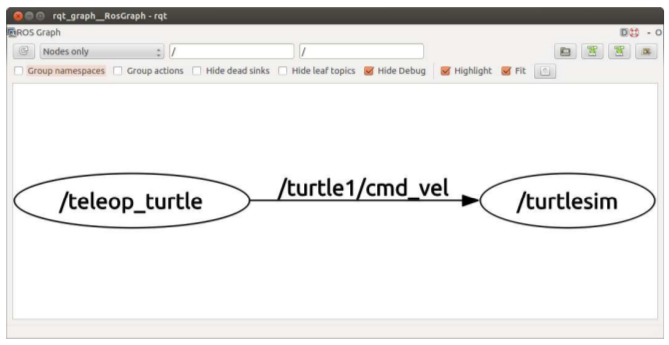 rqt_graph__RosGraph - rqt
ROS Graph D - O
Nodes only / /
Group namespaces Group actions Hide dead sinks Hide leaf topics Hide Debug Highlight Fit
/teleop_turtle /turtle1/cmd_vel /turtlesim